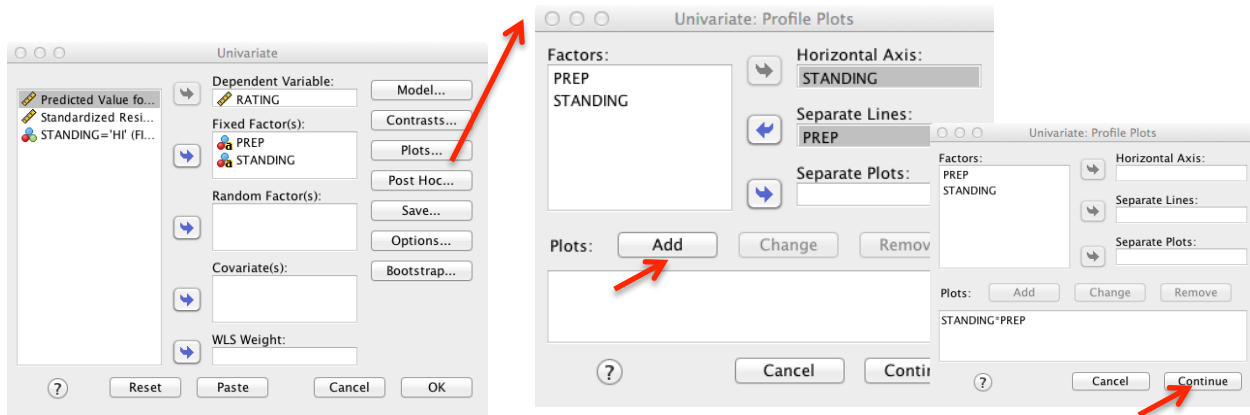 Univariate
Predicted Value fo...
Standardized Resi...
STANDING='HI' (FI...
Dependent Variable:
RATING
Fixed Factor(s):
PREP
STANDING
Random Factor(s):
Covariate(s):
WLS Weight:
Model...
Contrasts...
Plots...
Post Hoc...
Save...
Options...
Bootstrap...
?
Reset
Paste
Cancel
OK
Univariate: Profile Plots
Factors:
PREP
STANDING
Horizontal Axis:
STANDING
Separate Lines:
PREP
Separate Plots:
Plots:
Add
Change
Remov
?
Cancel
Contin
Univariate: Profile Plots
Factors:
PREP
STANDING
Horizontal Axis:
Separate Lines:
Separate Plots:
Plots:
Add
Change
Remove
STANDING*PREP
?
Cancel
Continue